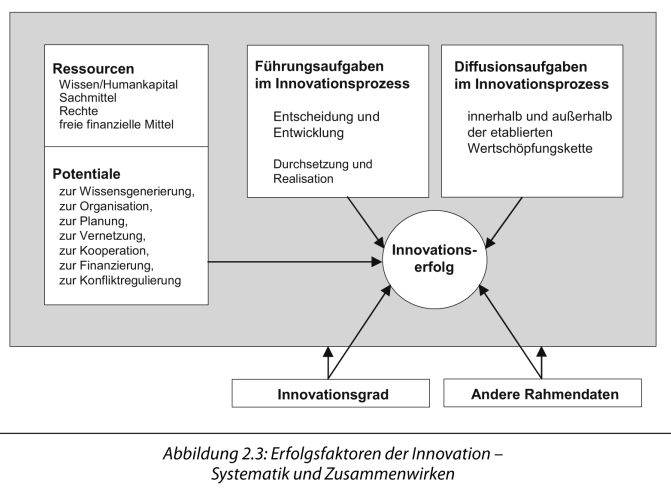 Ressourcen
Wissen/Humankapital
Sachmittel
Rechte
freie finanzielle Mittel
Potentiale
zur Wissensgenerierung,
zur Organisation,
zur Planung,
zur Vernetzung,
zur Kooperation,
zur Finanzierung,
zur Konfliktregulierung
Führungsaufgaben
im Innovationsprozess
Entscheidung und
Entwicklung
Durchsetzung und
Realisation
Diffusionsaufgaben
im Innovationsprozess
innerhalb und außerhalb
der etablierten
Wertschöpfungskette
Innovations-
erfolg
Innovationsgrad
Andere Rahmendaten
Abbildung 2.3: Erfolgsfaktoren der Innovation –
Systematik und Zusammenwirken